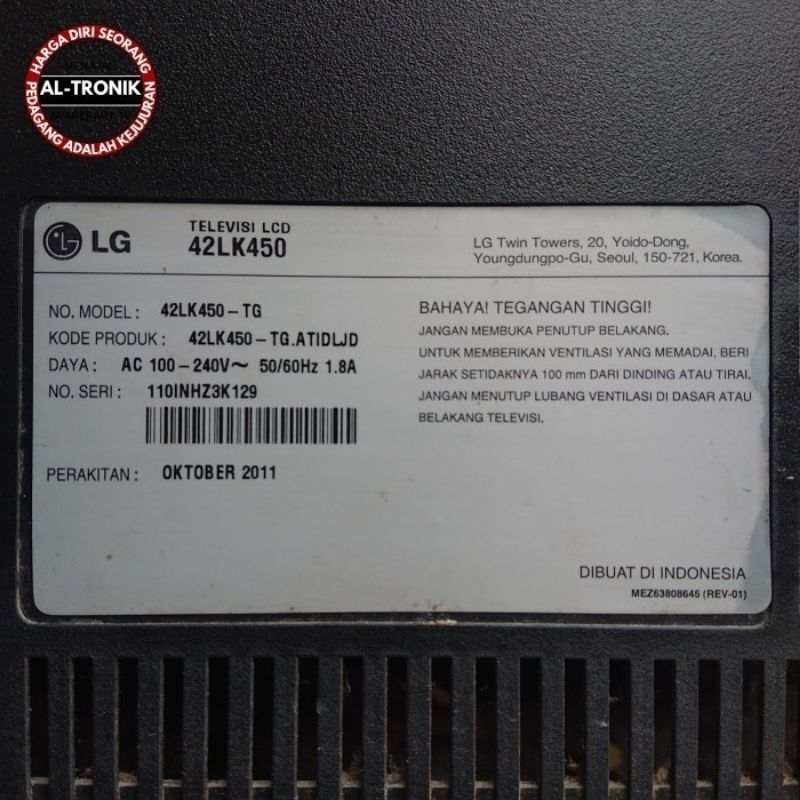 HARGA DIRI SEORANG
AL-TRONIK
PEDAGANG ADALAH KEJUJURAN
LG
TELEVISI LCD
42LK450
LG Twin Towers, 20, Yoido-Dong,
Youngdungpo-Gu, Seoul, 150-721, Korea.
NO. MODEL : 42LK450-TG
KODE PRODUK : 42LK450-TG.ATIDLJD
DAYA : AC 100-240V~ 50/60Hz 1.8A
NO. SERI : 110INHZ3K129
PERAKITAN : OKTOBER 2011
BAHAYA! TEGANGAN TINGGI!
JANGAN MEMBUKA PENUTUP BELAKANG.
UNTUK MEMBERIKAN VENTILASI YANG MEMADAI, BERI
JARAK SETIDAKNYA 100 mm DARI DINDING ATAU TIRAI.
JANGAN MENUTUP LUBANG VENTILASI DI DASAR ATAU
BELAKANG TELEVISI.
DIBUAT DI INDONESIA
MEZ63808645 (REV-01)